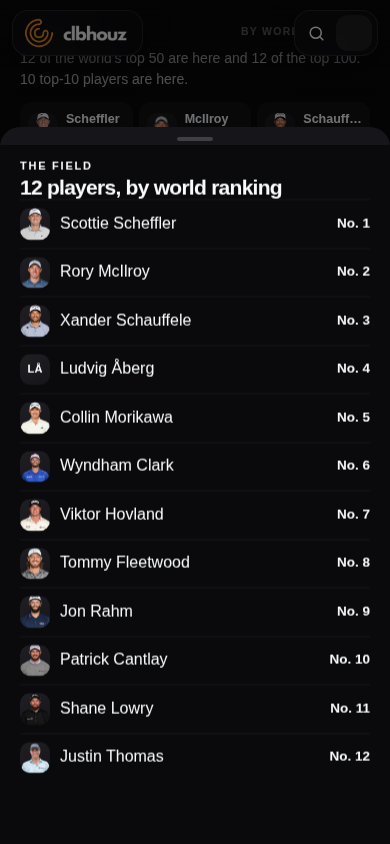 clbhouz
BY WORL
12 of the world's top 50 are here and 12 of the top 100.
10 top-10 players are here.
Scheffler
McIlroy
Schauff...
THE FIELD
12 players, by world ranking
Scottie Scheffler No. 1
Rory McIlroy No. 2
Xander Schauffele No. 3
LÅ Ludvig Åberg No. 4
Collin Morikawa No. 5
Wyndham Clark No. 6
Viktor Hovland No. 7
Tommy Fleetwood No. 8
Jon Rahm No. 9
Patrick Cantlay No. 10
Shane Lowry No. 11
Justin Thomas No. 12